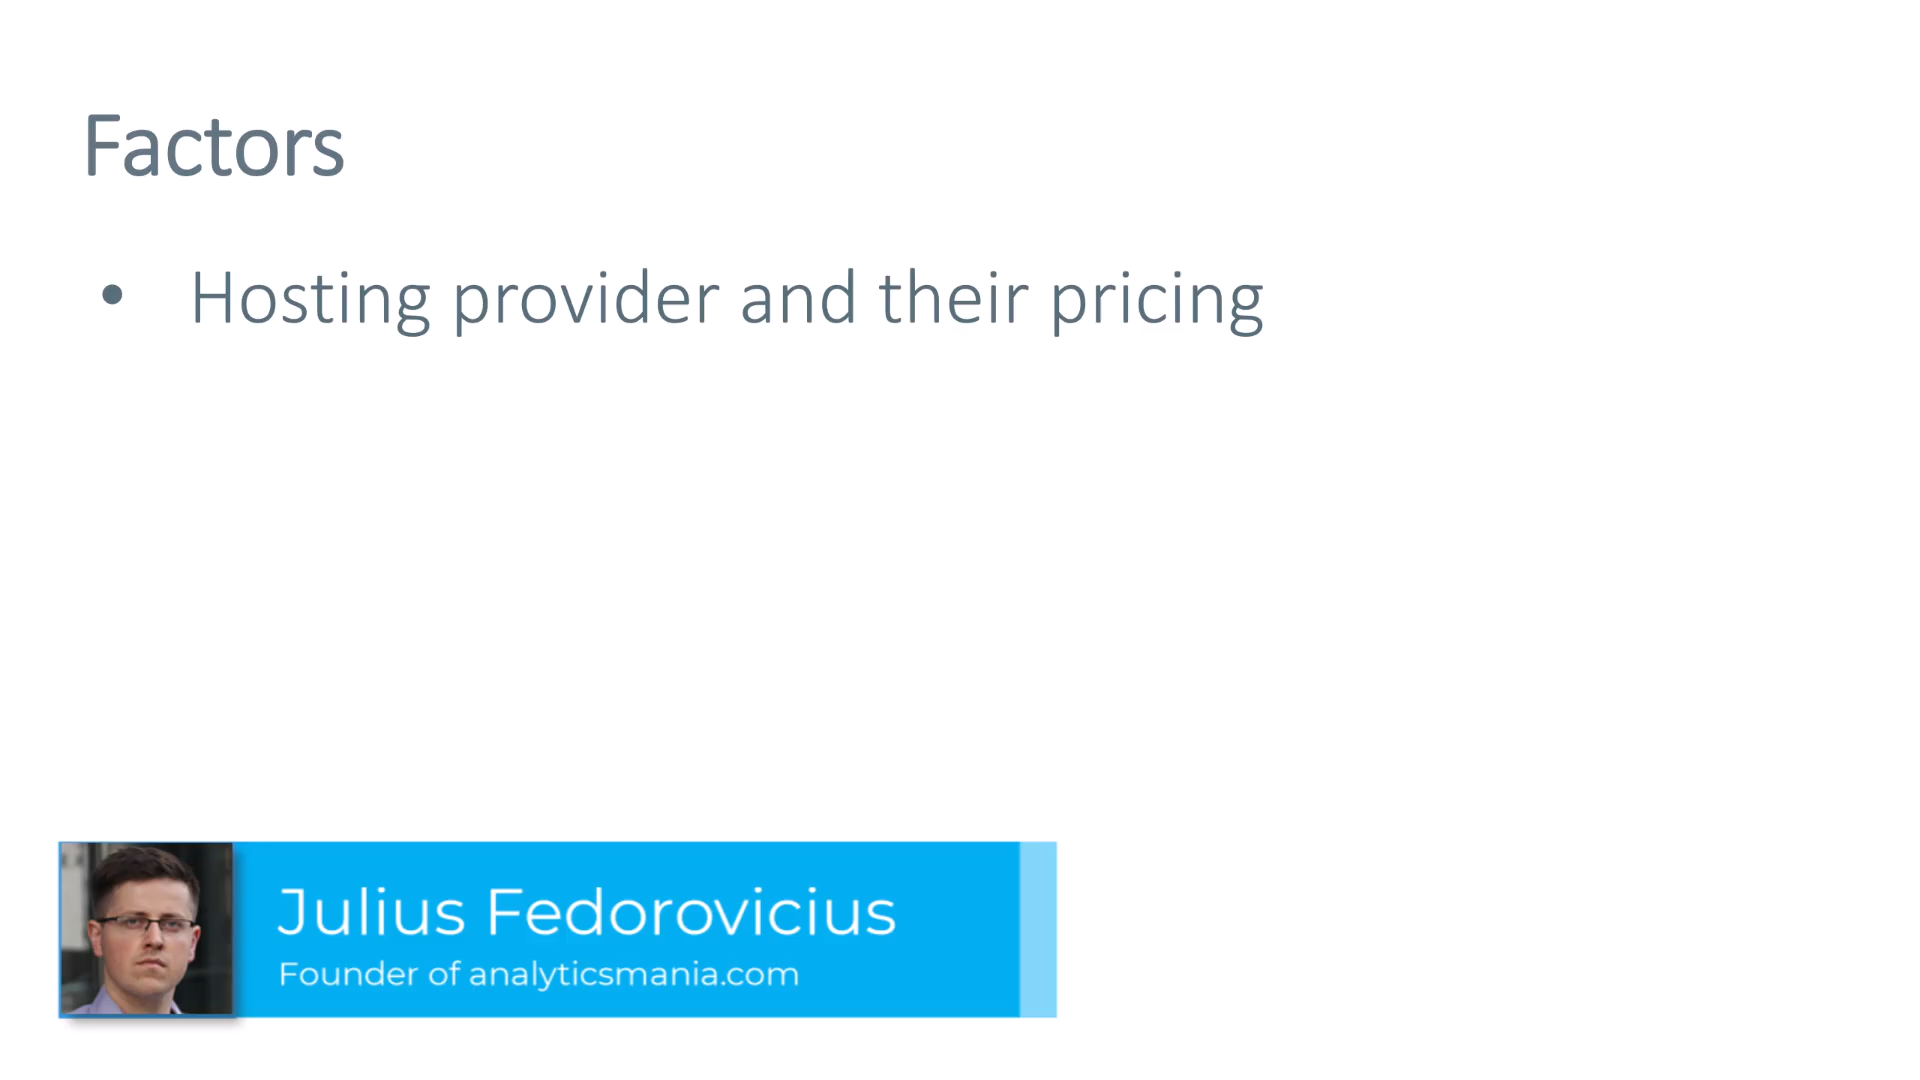 Factors
• Hosting provider and their pricing
Julius Fedorovicius
Founder of analyticsmania.com